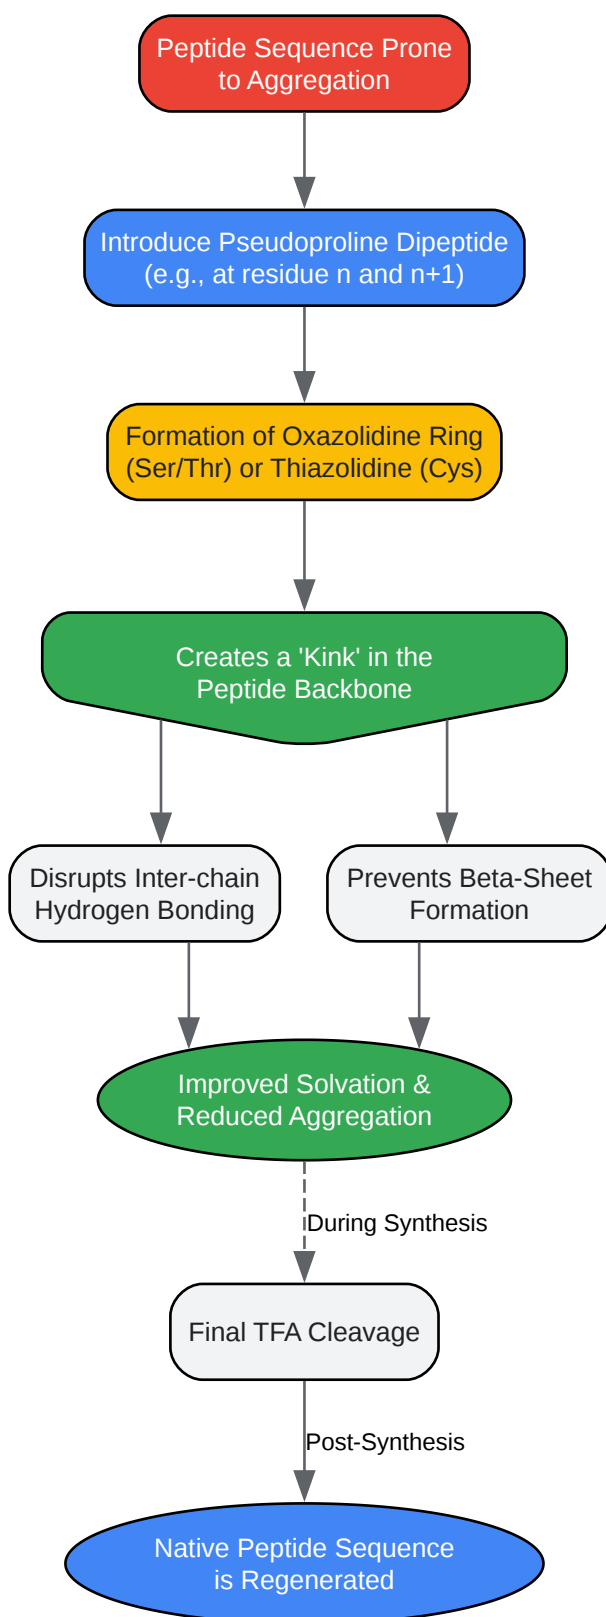 Peptide Sequence Prone
to Aggregation
Introduce Pseudoproline Dipeptide
(e.g., at residue n and n+1)
Formation of Oxazolidine Ring
(Ser/Thr) or Thiazolidine (Cys)
Creates a 'Kink' in the
Peptide Backbone
Disrupts Inter-chain
Hydrogen Bonding
Prevents Beta-Sheet
Formation
Improved Solvation &
Reduced Aggregation
During Synthesis
Final TFA Cleavage
Post-Synthesis
Native Peptide Sequence
is Regenerated